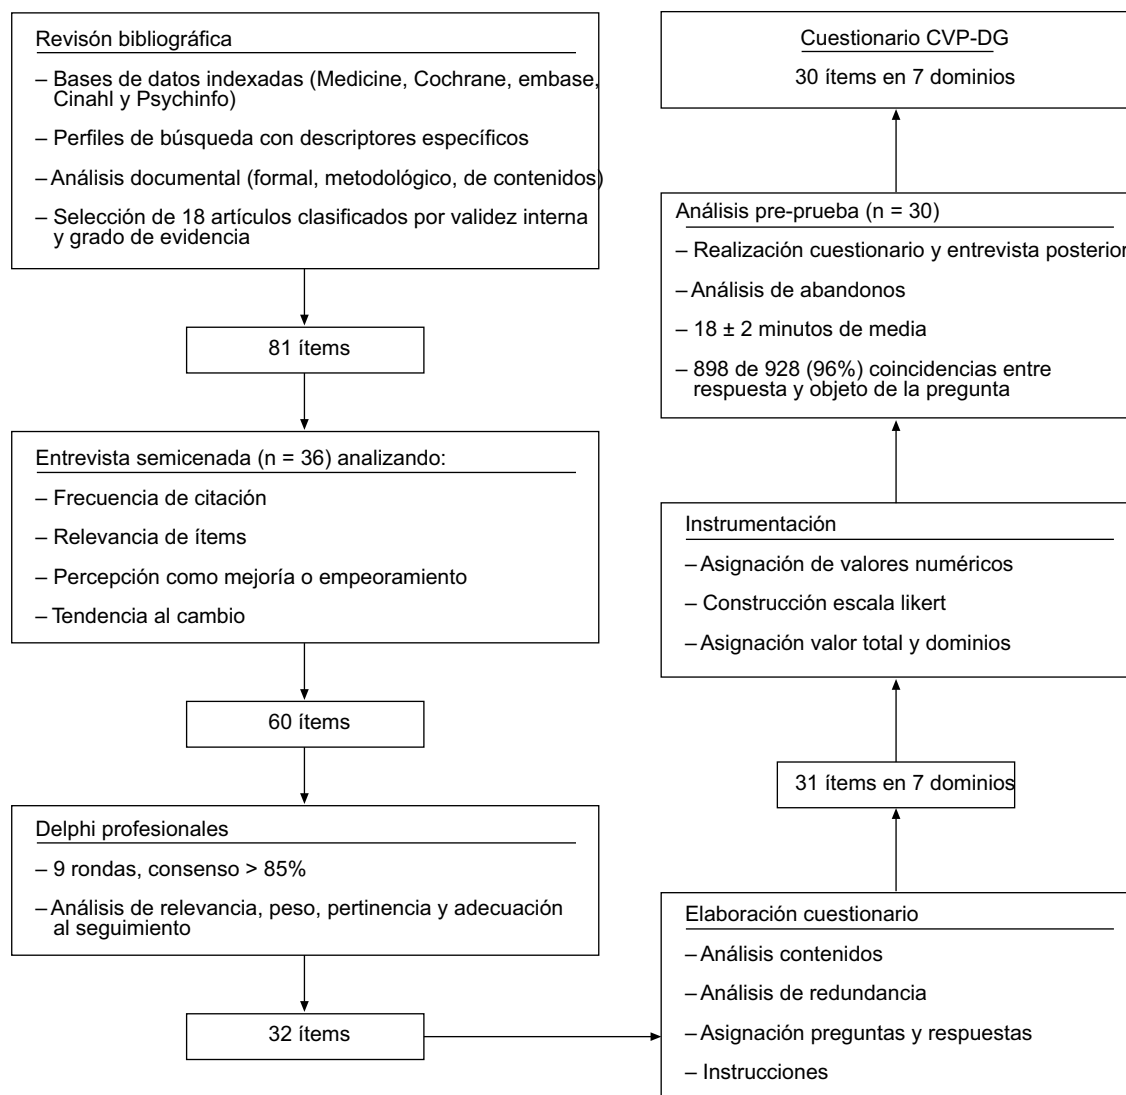 Revisón bibliográfica
– Bases de datos indexadas (Medicine, Cochrane, embase,
Cinahl y Psychinfo)
– Perfiles de búsqueda con descriptores específicos
– Análisis documental (formal, metodológico, de contenidos)
– Selección de 18 artículos clasificados por validez interna
y grado de evidencia
81 ítems
Entrevista semicenada (n = 36) analizando:
– Frecuencia de citación
– Relevancia de ítems
– Percepción como mejoría o empeoramiento
– Tendencia al cambio
60 ítems
Delphi profesionales
– 9 rondas, consenso > 85%
– Análisis de relevancia, peso, pertinencia y adecuación
al seguimiento
32 ítems
Elaboración cuestionario
– Análisis contenidos
– Análisis de redundancia
– Asignación preguntas y respuestas
– Instrucciones
31 ítems en 7 dominios
Instrumentación
– Asignación de valores numéricos
– Construcción escala likert
– Asignación valor total y dominios
Análisis pre-prueba (n = 30)
– Realización cuestionario y entrevista posterior
– Análisis de abandonos
– 18 ± 2 minutos de media
– 898 de 928 (96%) coincidencias entre
respuesta y objeto de la pregunta
Cuestionario CVP-DG
30 ítems en 7 dominios